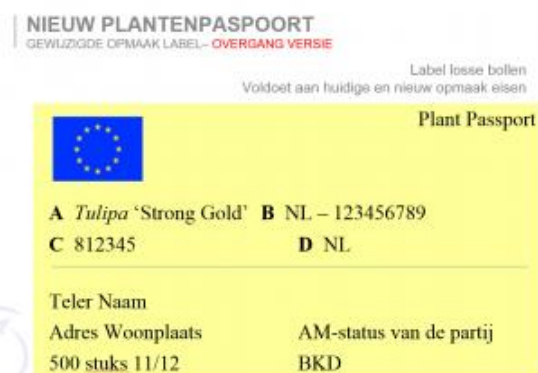 NIEUW PLANTENPASPOORT
GEWIJZIGDE OPMAAK LABEL– OVERGANG VERSIE
Label losse bollen
Voldoet aan huidige en nieuw opmaak eisen
Plant Passport
A Tulipa ‘Strong Gold’ B NL – 123456789
C 812345 D NL
Teler Naam
Adres Woonplaats AM-status van de partij
500 stuks 11/12 BKD